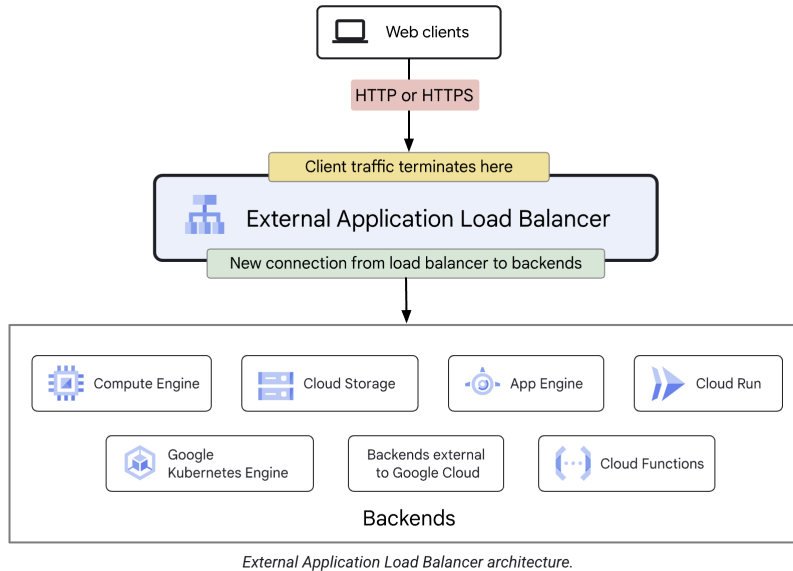 Web clients
HTTP or HTTPS
Client traffic terminates here
External Application Load Balancer
New connection from load balancer to backends
Compute Engine
Cloud Storage
App Engine
Cloud Run
Google
Kubernetes Engine
Backends external
to Google Cloud
Cloud Functions
Backends
External Application Load Balancer architecture.